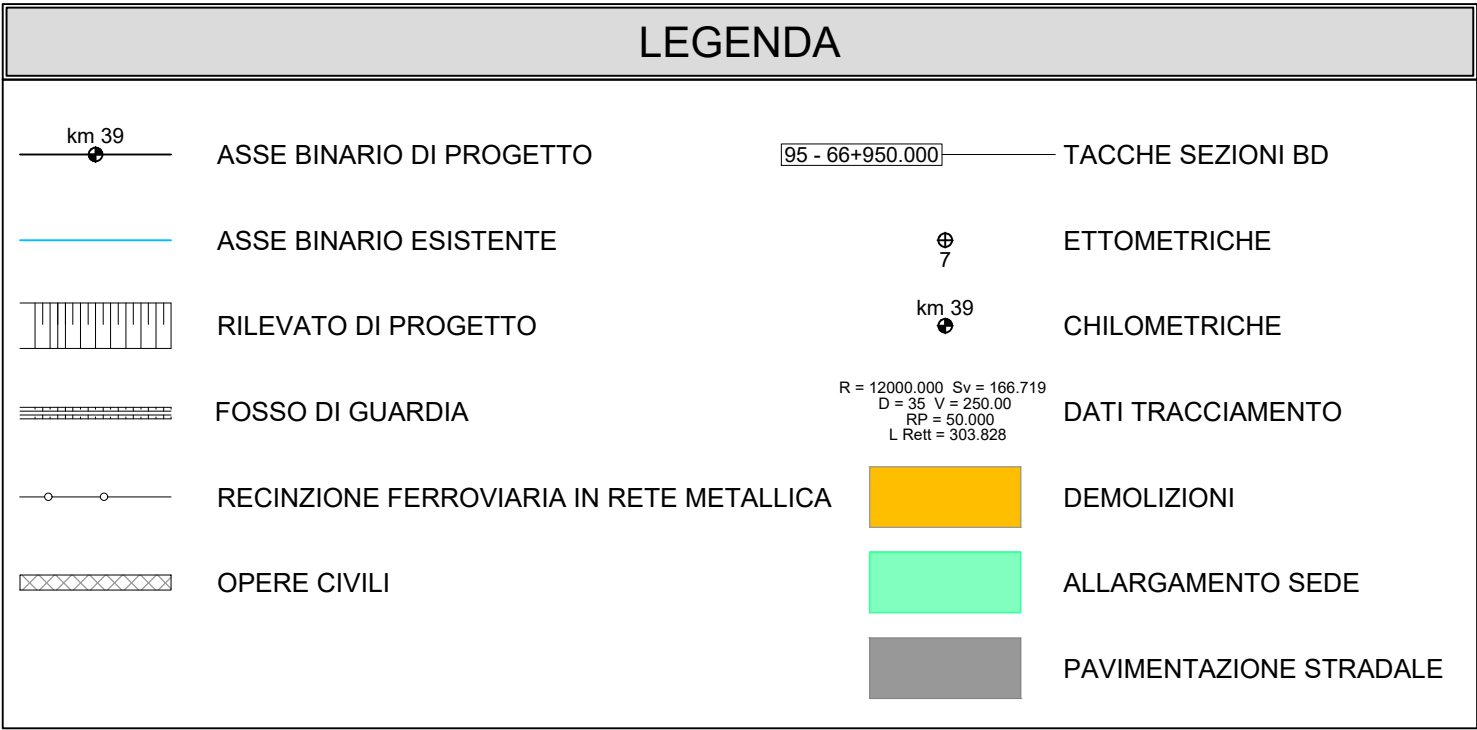 LEGENDA
km 39
ASSE BINARIO DI PROGETTO
ASSE BINARIO ESISTENTE
RILEVATO DI PROGETTO
FOSSO DI GUARDIA
RECINZIONE FERROVIARIA IN RETE METALLICA
OPERE CIVILI
95 - 66+950.000
TACCHE SEZIONI BD
7
ETTOMETRICHE
km 39
CHILOMETRICHE
R = 12000.000 Sv = 166.719
D = 35 V = 250.00
RP = 50.000
L Rett = 303.828
DATI TRACCIAMENTO
DEMOLIZIONI
ALLARGAMENTO SEDE
PAVIMENTAZIONE STRADALE